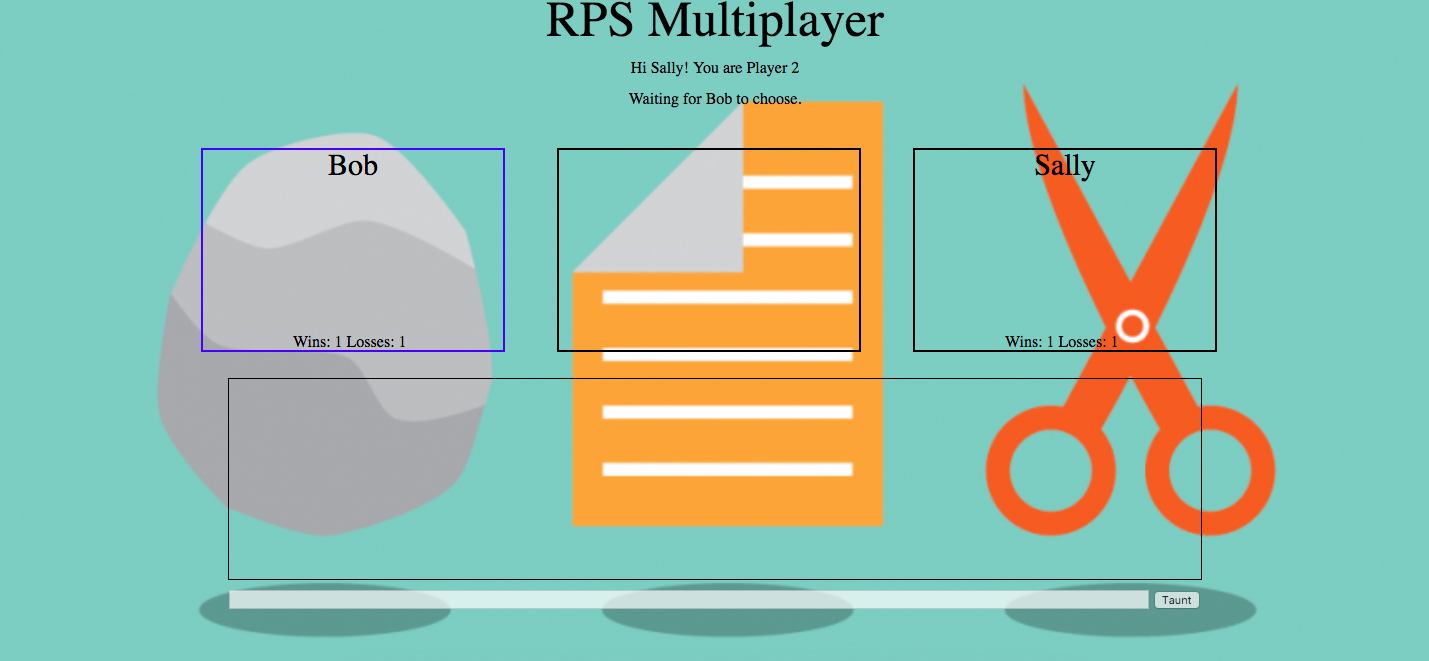 RPS Multiplayer
Hi Sally! You are Player 2
Waiting for Bob to choose.
Bob
Sally
Wins: 1 Losses: 1
Wins: 1 Losses: 1
Taunt